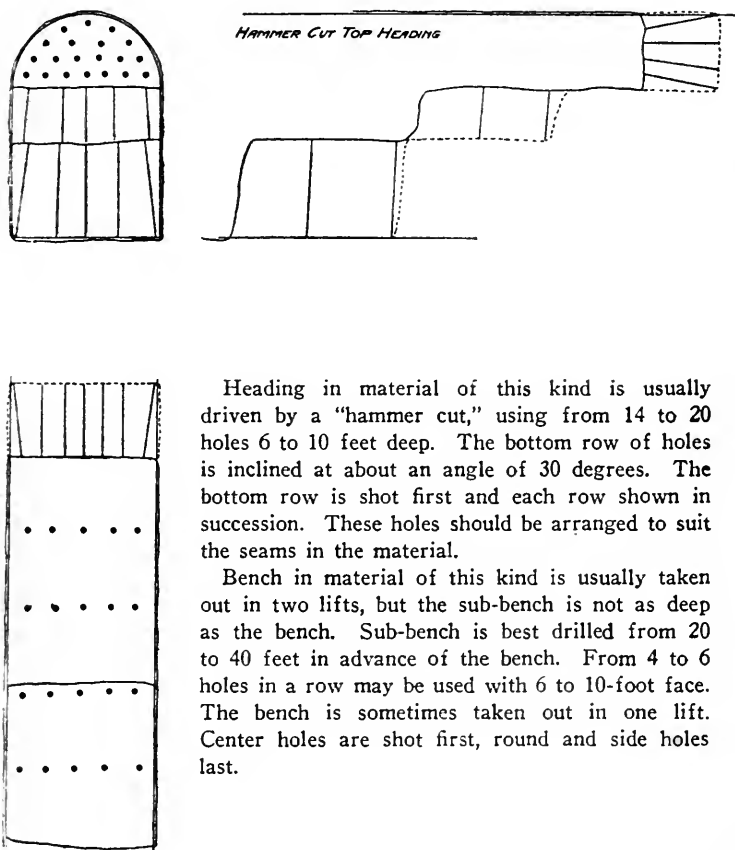 HAMMER CUT TOP HEADING
Heading in material of this kind is usually
driven by a “hammer cut,” using from 14 to 20
holes 6 to 10 feet deep. The bottom row of holes
is inclined at about an angle of 30 degrees. The
bottom row is shot first and each row shown in
succession. These holes should be arranged to suit
the seams in the material.
Bench in material of this kind is usually taken
out in two lifts, but the sub-bench is not as deep
as the bench. Sub-bench is best drilled from 20
to 40 feet in advance of the bench. From 4 to 6
holes in a row may be used with 6 to 10-foot face.
The bench is sometimes taken out in one lift.
Center holes are shot first, round and side holes
last.